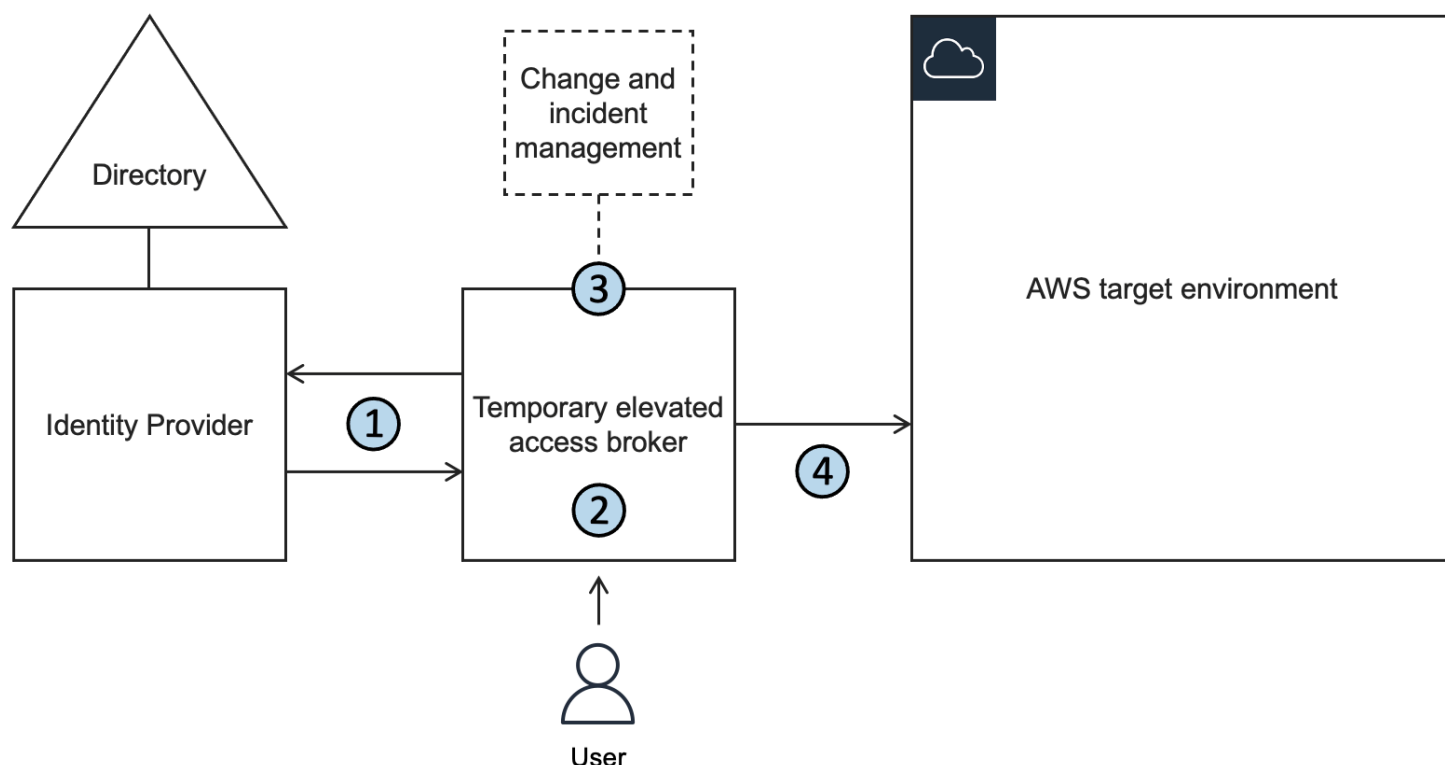 Change and
incident
management
Directory
3
AWS target environment
Identity Provider
1
Temporary elevated
access broker
4
2
User